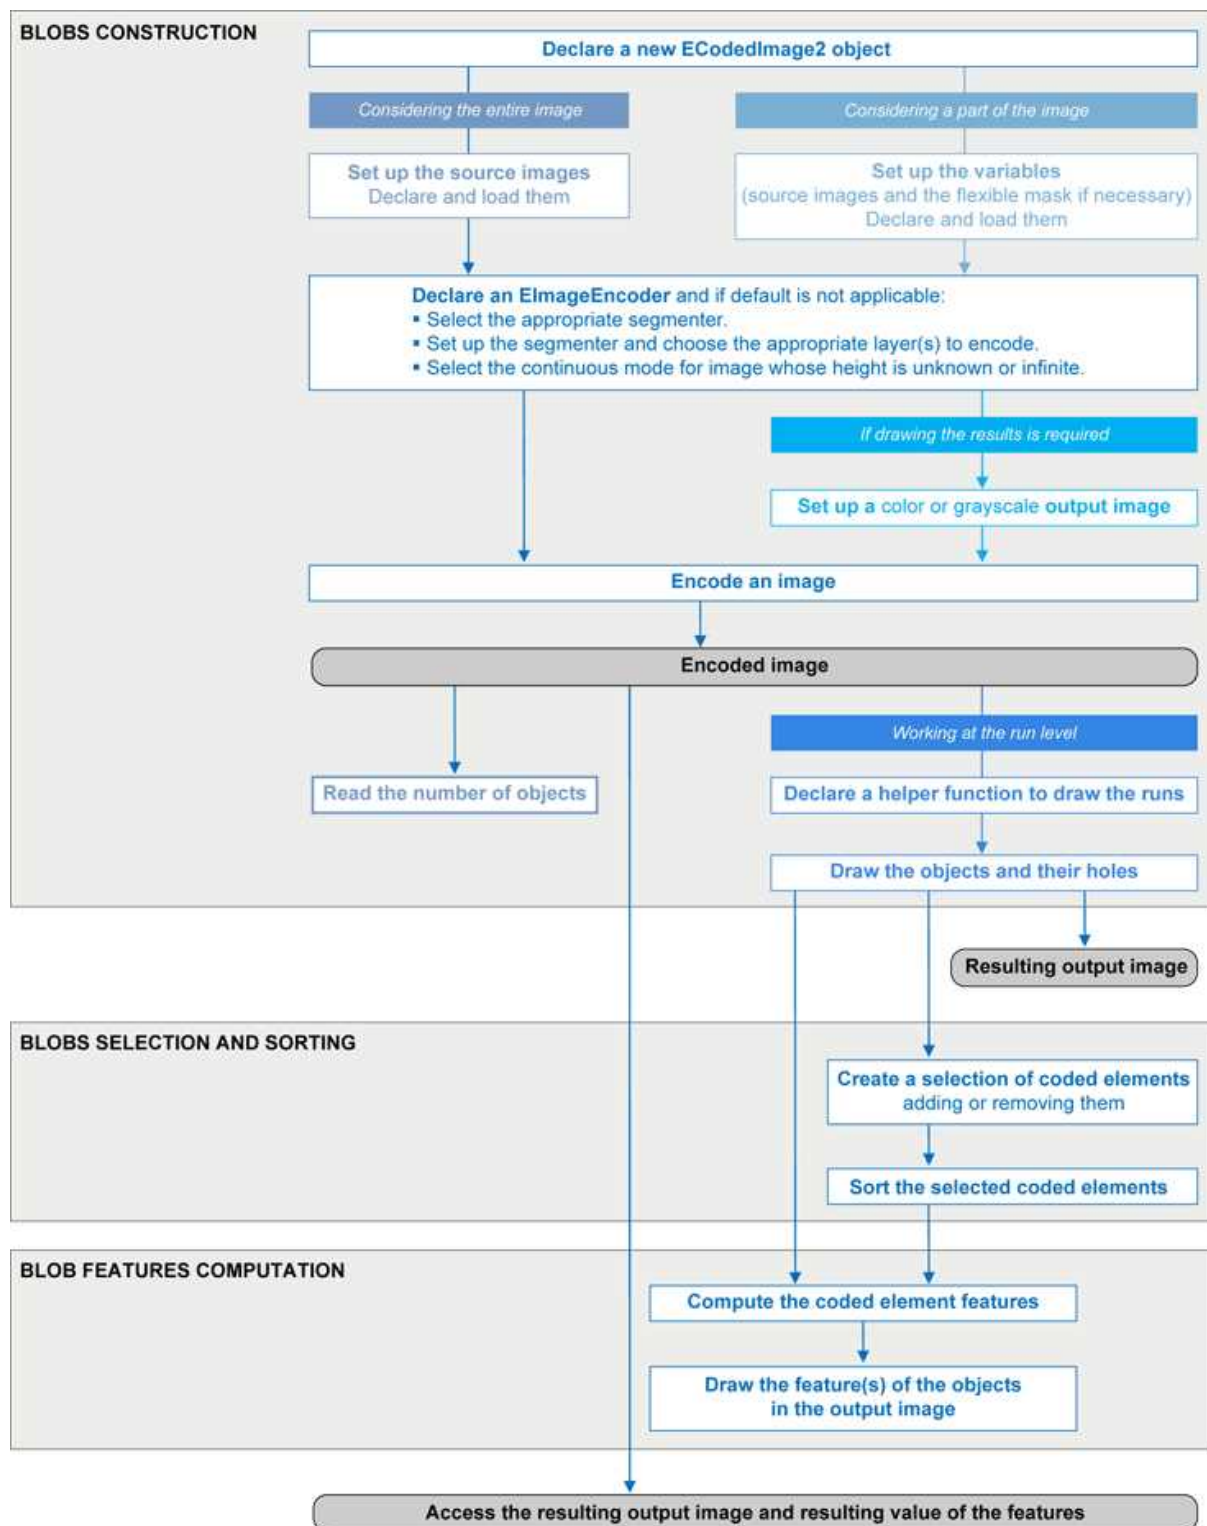 BLOBS CONSTRUCTION
Declare a new ECodedImage2 object
Considering the entire image
Considering a part of the image
Set up the source images
Declare and load them
Set up the variables
(source images and the flexible mask if necessary)
Declare and load them
Declare an EImageEncoder and if default is not applicable:
▪ Select the appropriate segmenter.
▪ Set up the segmenter and choose the appropriate layer(s) to encode.
▪ Select the continuous mode for image whose height is unknown or infinite.
If drawing the results is required
Set up a color or grayscale output image
Encode an image
Encoded image
Working at the run level
Read the number of objects
Declare a helper function to draw the runs
Draw the objects and their holes
Resulting output image
BLOBS SELECTION AND SORTING
Create a selection of coded elements
adding or removing them
Sort the selected coded elements
BLOB FEATURES COMPUTATION
Compute the coded element features
Draw the feature(s) of the objects
in the output image
Access the resulting output image and resulting value of the features